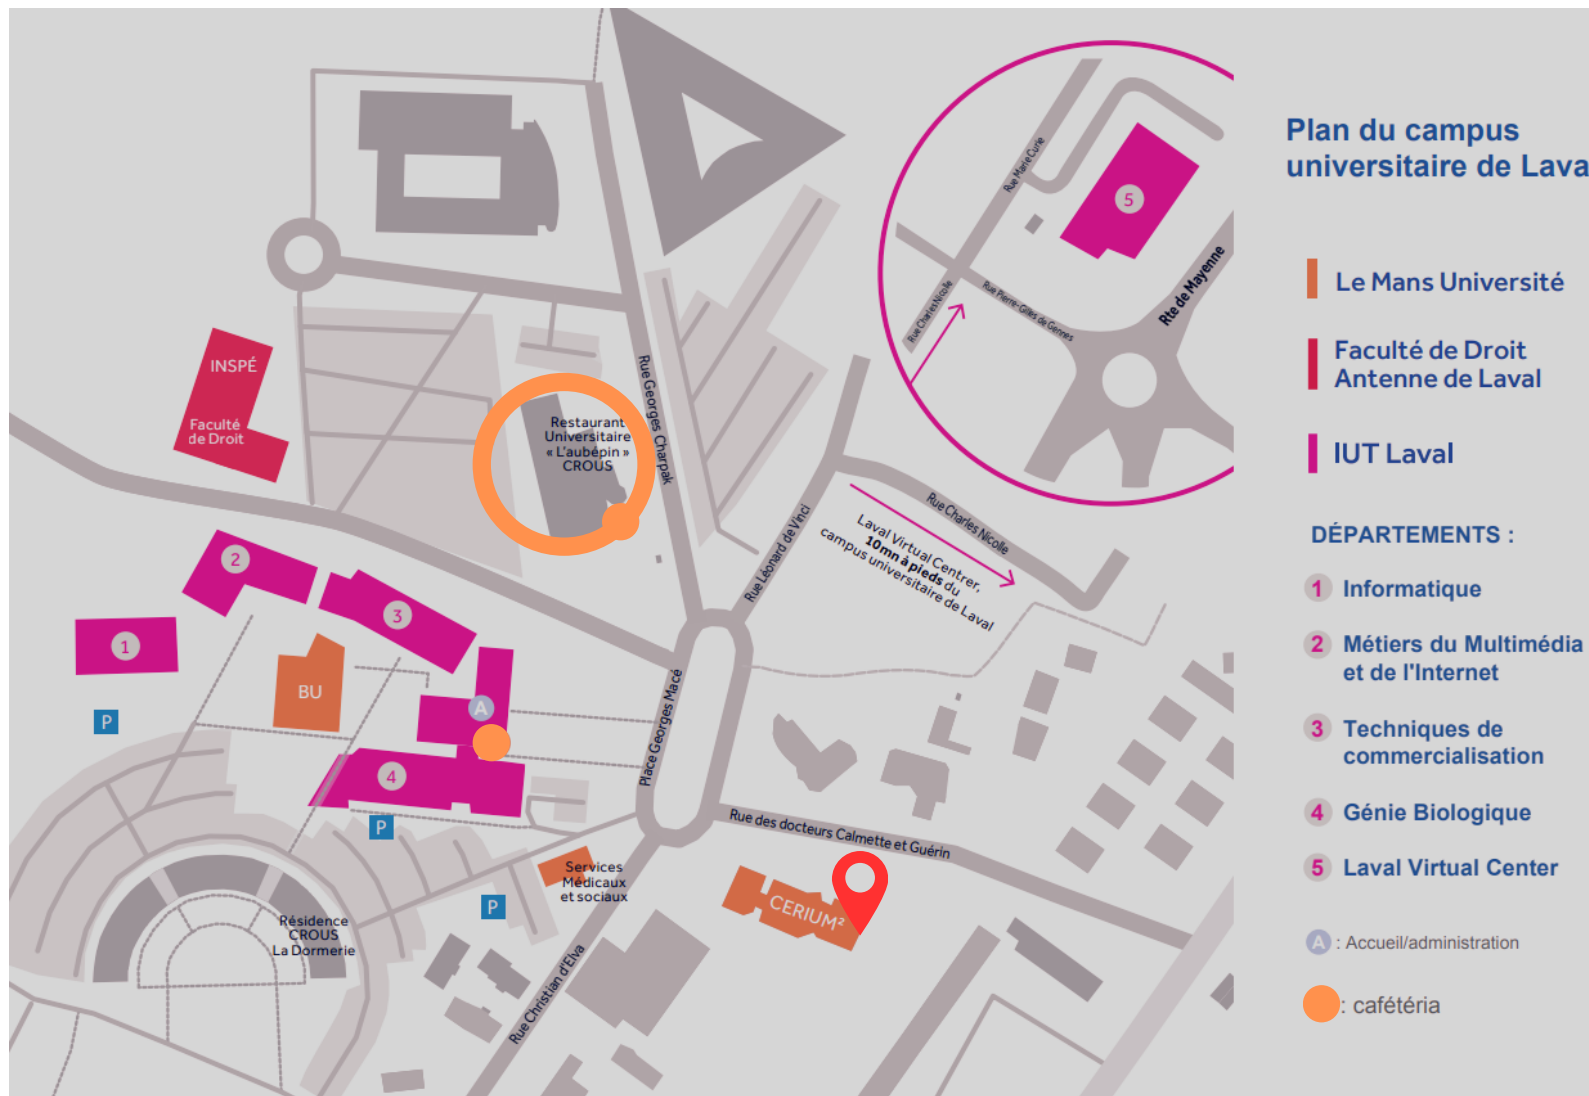 Plan du campus
universitaire de Lava
Le Mans Université
Faculté de Droit
Antenne de Laval
IUT Laval
DÉPARTEMENTS :
1 Informatique
2 Métiers du Multimédia
et de l'Internet
3 Techniques de
commercialisation
4 Génie Biologique
5 Laval Virtual Center
A : Accueil/administration
: cafétéria
Rue Marie Curie
5
Rte de Mayenne
Rue Pierre-Gilles de Gennes
Rue Charles Nicolle
INSPÉ
Faculté
de Droit
Restaurant
Universitaire
« L'aubépin »
CROUS
Rue Georges Charpak
Rue Léonard de Vinci
Rue Charles Nicolle
Laval Virtual Centrer,
10mn à pieds du
campus universitaire de Laval
2
3
1
BU
A
P
4
P
Place Georges Macé
Rue des docteurs Calmette et Guérin
Services
Médicaux
et sociaux
P
CERIUM²
Résidence
CROUS
La Dormerie
Rue Christian d'Elva